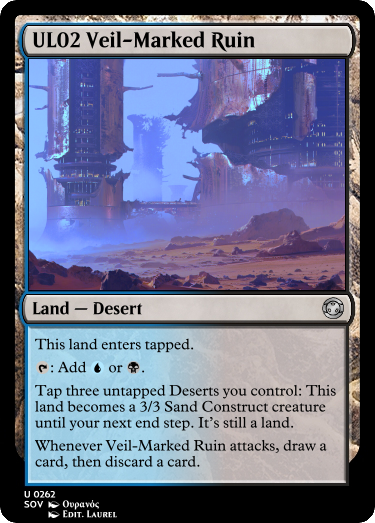 UL02 Veil-Marked Ruin
Land — Desert
This land enters tapped.
: Add or .
Tap three untapped Deserts you control: This
land becomes a 3/3 Sand Construct creature
until your next end step. It's still a land.
Whenever Veil-Marked Ruin attacks, draw a
card, then discard a card.
U 0262
SOV Ουρανός
Edit. Laurel